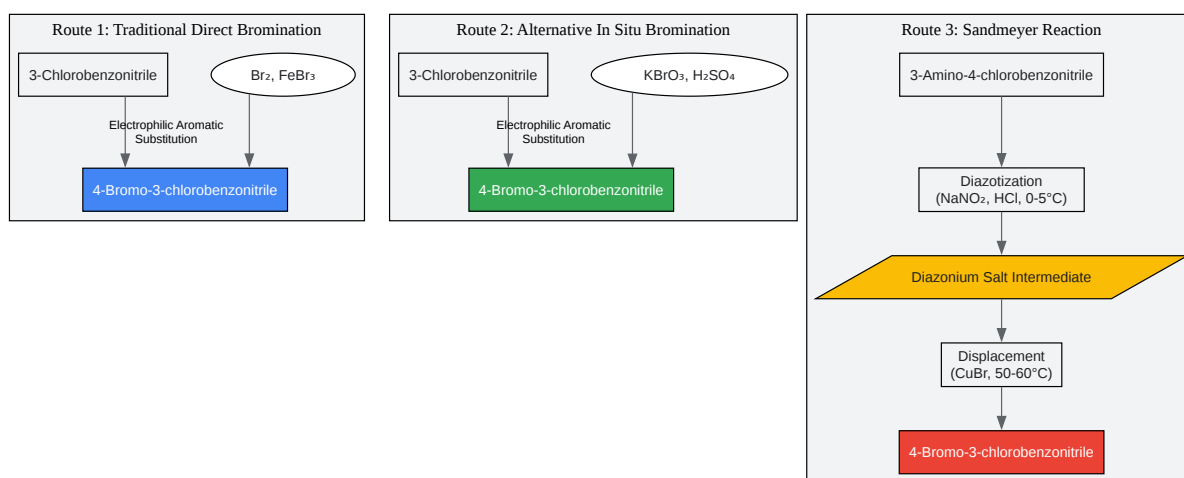 Route 1: Traditional Direct Bromination
3-Chlorobenzonitrile
Br₂, FeBr₃
Electrophilic Aromatic
Substitution
4-Bromo-3-chlorobenzonitrile
Route 2: Alternative In Situ Bromination
3-Chlorobenzonitrile
KBrO₃, H₂SO₄
Electrophilic Aromatic
Substitution
4-Bromo-3-chlorobenzonitrile
Route 3: Sandmeyer Reaction
3-Amino-4-chlorobenzonitrile
Diazotization
(NaNO₂, HCl, 0-5°C)
Diazonium Salt Intermediate
Displacement
(CuBr, 50-60°C)
4-Bromo-3-chlorobenzonitrile